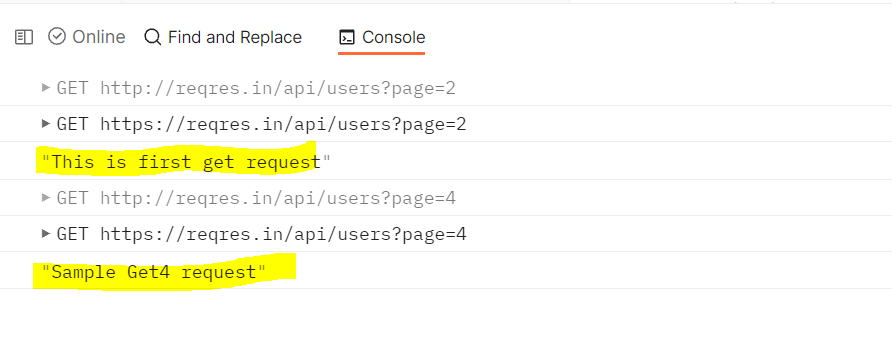 Online Find and Replace Console
GET http://reqres.in/api/users?page=2
GET https://reqres.in/api/users?page=2
"This is first get request"
GET http://reqres.in/api/users?page=4
GET https://reqres.in/api/users?page=4
"Sample Get4 request"